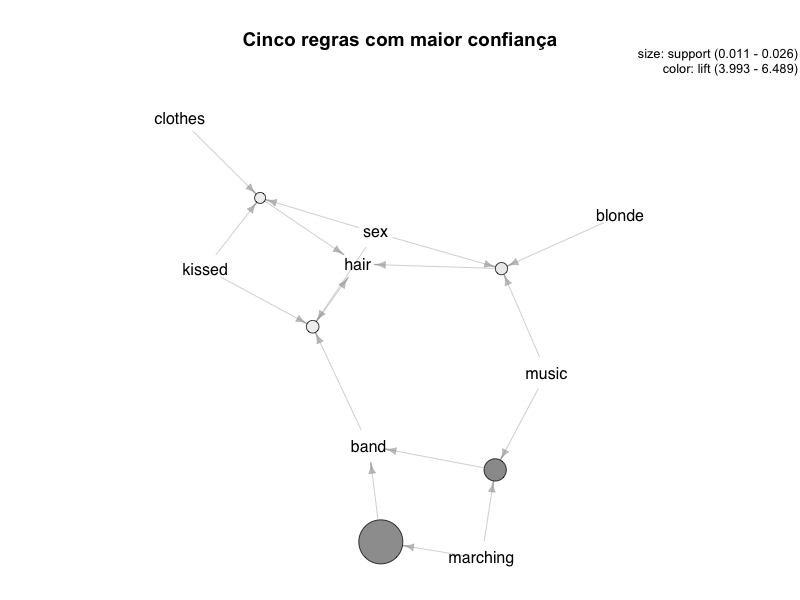 Cinco regras com maior confiança
size: support (0.011 - 0.026)
color: lift (3.993 - 6.489)
clothes
blonde
sex
hair
kissed
music
band
marching